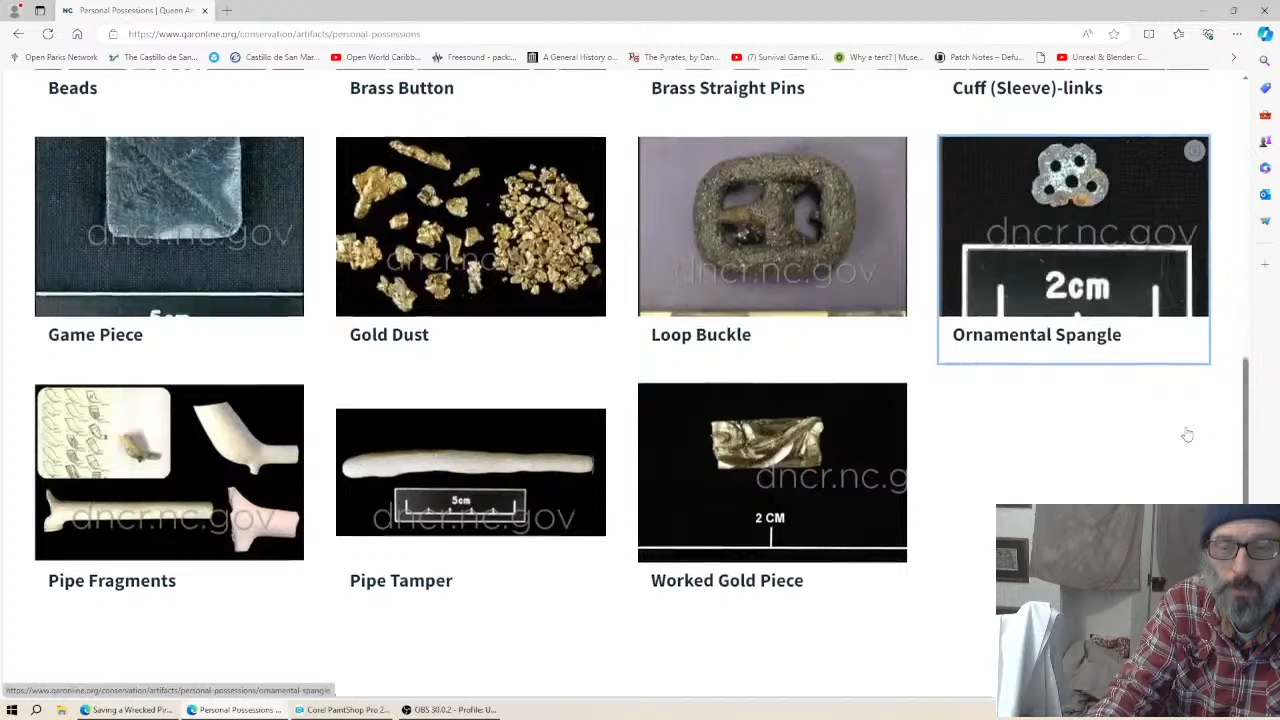 Personal Possessions | Queen An
https://www.qaronline.org/conservation/artifacts/personal-possessions
Open Parks Network
The Castillo de San...
Castillo de San Mar...
Open World Caribb...
Freesound - pack...
A General History o...
The Pyrates, by Dan...
(7) Survival Game Ki...
Why a tent? | Muse...
Patch Notes – Defu...
Unreal & Blender: C...
Beads
Brass Button
Brass Straight Pins
Cuff (Sleeve)-links
dncr.nc.gov
5cm
dncr.nc.gov
dncr.nc.gov
dncr.nc.gov
2cm
Game Piece
Gold Dust
Loop Buckle
Ornamental Spangle
dncr.nc.gov
5cm
dncr.nc.gov
dncr.nc.g
2 CM
Pipe Fragments
Pipe Tamper
Worked Gold Piece
https://www.qaronline.org/conservation/artifacts/personal-possessions/ornamental-spangle
Saving a Wrecked Pir...
Personal Possessions...
Corel PaintShop Pro 2...
OBS 30.0.2 - Profile: U...